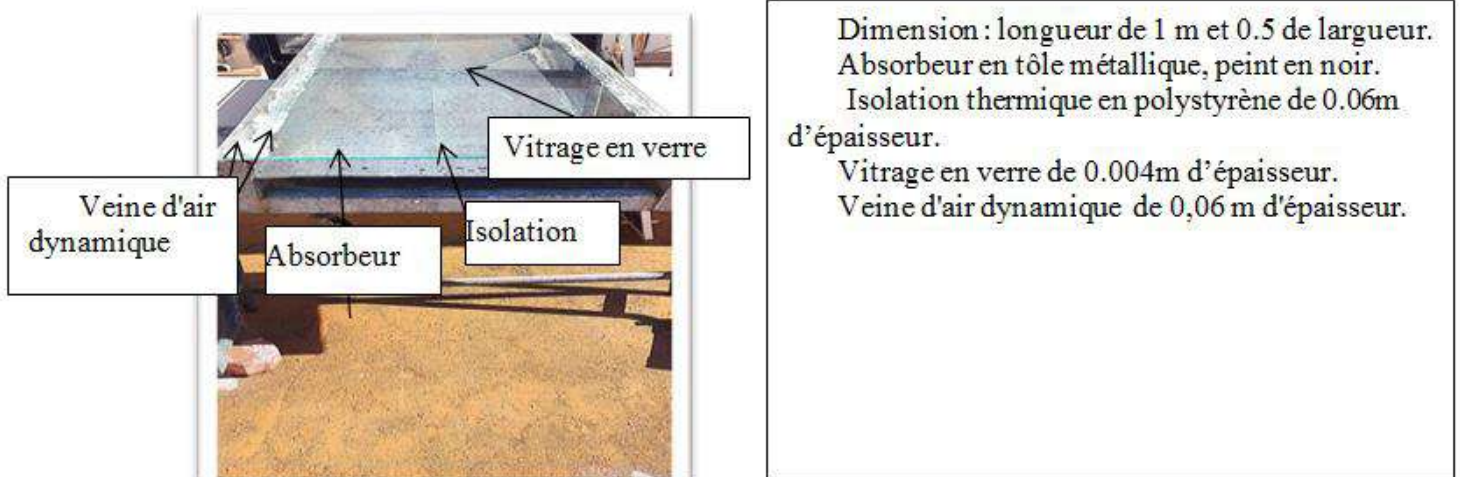 Vitrage en verre
Veine d'air
dynamique
Isolation
Absorbeur
Dimension : longueur de 1 m et 0.5 de largueur.
Absorbeur en tôle métallique, peint en noir.
Isolation thermique en polystyrène de 0.06m
d’épaisseur.
Vitrage en verre de 0.004m d’épaisseur.
Veine d'air dynamique de 0,06 m d'épaisseur.